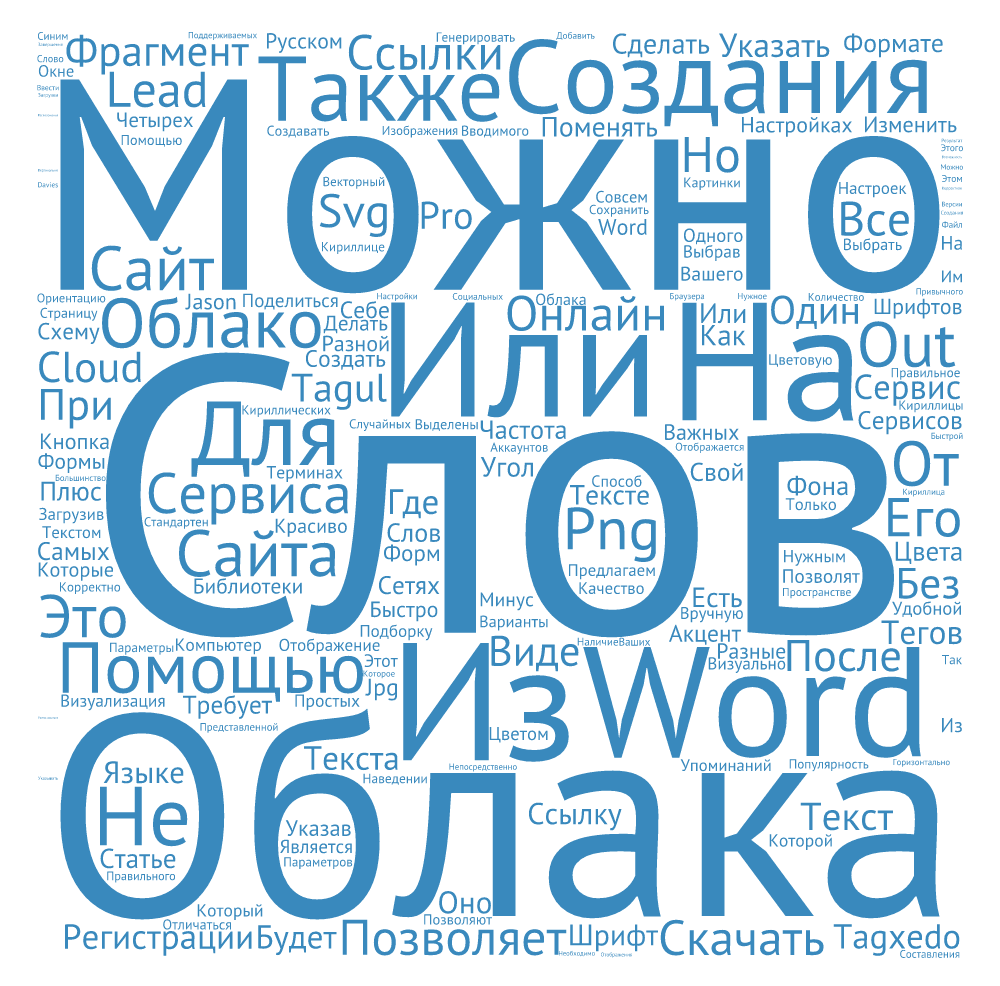 Синим
Поддерживаемых
Генерировать
Добавить
Фрагмент
Русском
Ссылки
Создания
Сделать
Указать
Формате
Слово
Окне
Также
Ввести
Lead
Четырех
Помощью
Создавать
Изображения
Вводимого
Поменять
Настройках
Изменить
Можно
Но
Картинки
Этого
Можно
Этом
Davies
Векторный
Svg
Кириллице
Pro
Совсем
Сохранить
Word
Настроек
Все
Выбрать
Версии
Создания
Файл
Одного
Выбрав
Вашего
На
Сайт
Им
Привычного
Ориентацию
Страницу
Схему
Jason
Поделиться
Настройки
Социальных
Облака
Браузера
Нужное
Количество
Шрифтов
Облако
Себе
Делать
Разной
Создать
Или
Онлайн
На
Или
Как
Один
Out
Cloud
Tagul
Цветовую
Правильное
Сервис
При
Кириллических
Кириллицы
Сервисов
Быстрой
Слов
Для
Случайных
Выделены
Частота
Аккаунтов
Важных
Отображается
Кнопка
Формы
Большинство
Терминах
Угол
Свой
От
Кириллица
Плюс
Сервиса
Где
Способ
Тексте
Фона
Только
Загрузив
Стандартен
Красиво
Слов
Png
Его
Текстом
Самых
Которые
Сайта
Форм
Предлагаем
Качество
Нужным
Позволят
Пространстве
Цвета
Корректно
Библиотеки
Сетях
Без
Это
Быстро
Минус
Есть
Вручную
Удобной
Подборку
Варианты
Акцент
Тегов
Параметры
Компьютер
Отображение
Наличие
Ваших
Помощью
Этот
Которое
Jpg
Из
Виде
Word
Разные
Визуально
После
Так
Визуализация
Требует
Простых
Представленной
Цветом
Из
Облака
Текста
Наведении
Непосредственно
Упоминаний
Популярность
Горизонтально
Языке
Не
Статье
Правильного
Указав
Является
Параметров
Ссылку
Текст
Которой
Который
Отличаться
Оно
Позволяют
Регистрации
Будет
Позволяет
Шрифт
Необходимо
Отображения
Скачать
Tagxedo
Составления